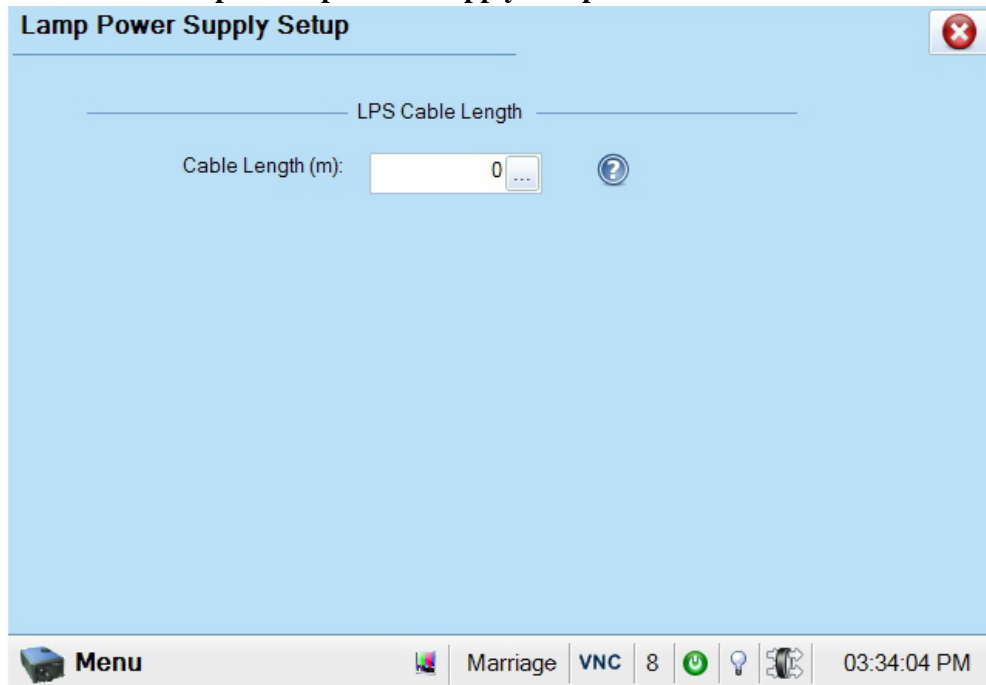 Lamp Power Supply Setup
LPS Cable Length
Cable Length (m):
0
...
?
Menu
Marriage
VNC
8
03:34:04 PM